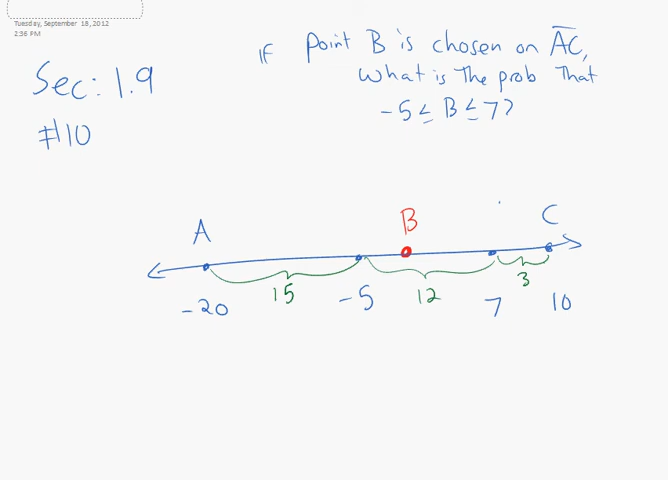 Tuesday, September 18, 2012
2:36 PM
Sec: 1.9
#10
If point B is chosen on AC,
What is the prob that
-5 ≤ B ≤ 7?
A
B
C
15
12
3
-20
-5
7
10